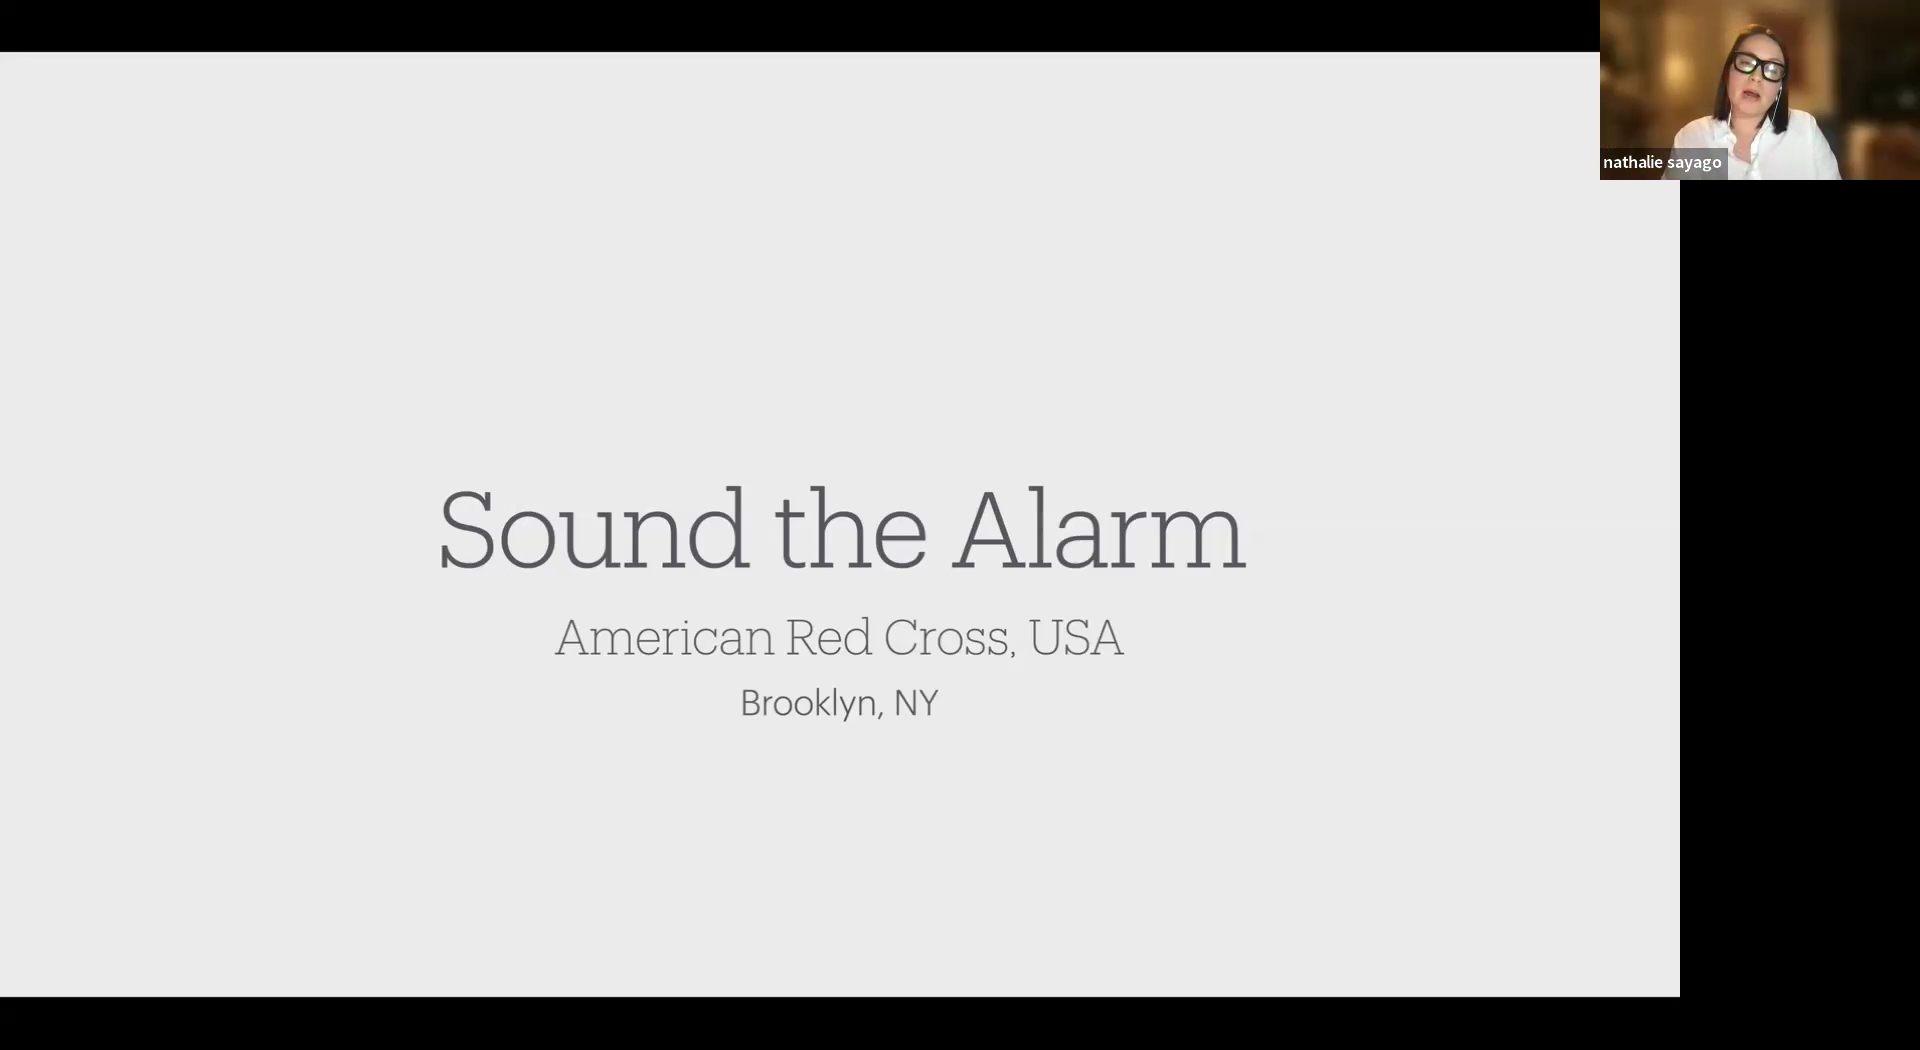 nathalie sayago
Sound the Alarm
American Red Cross, USA
Brooklyn, NY